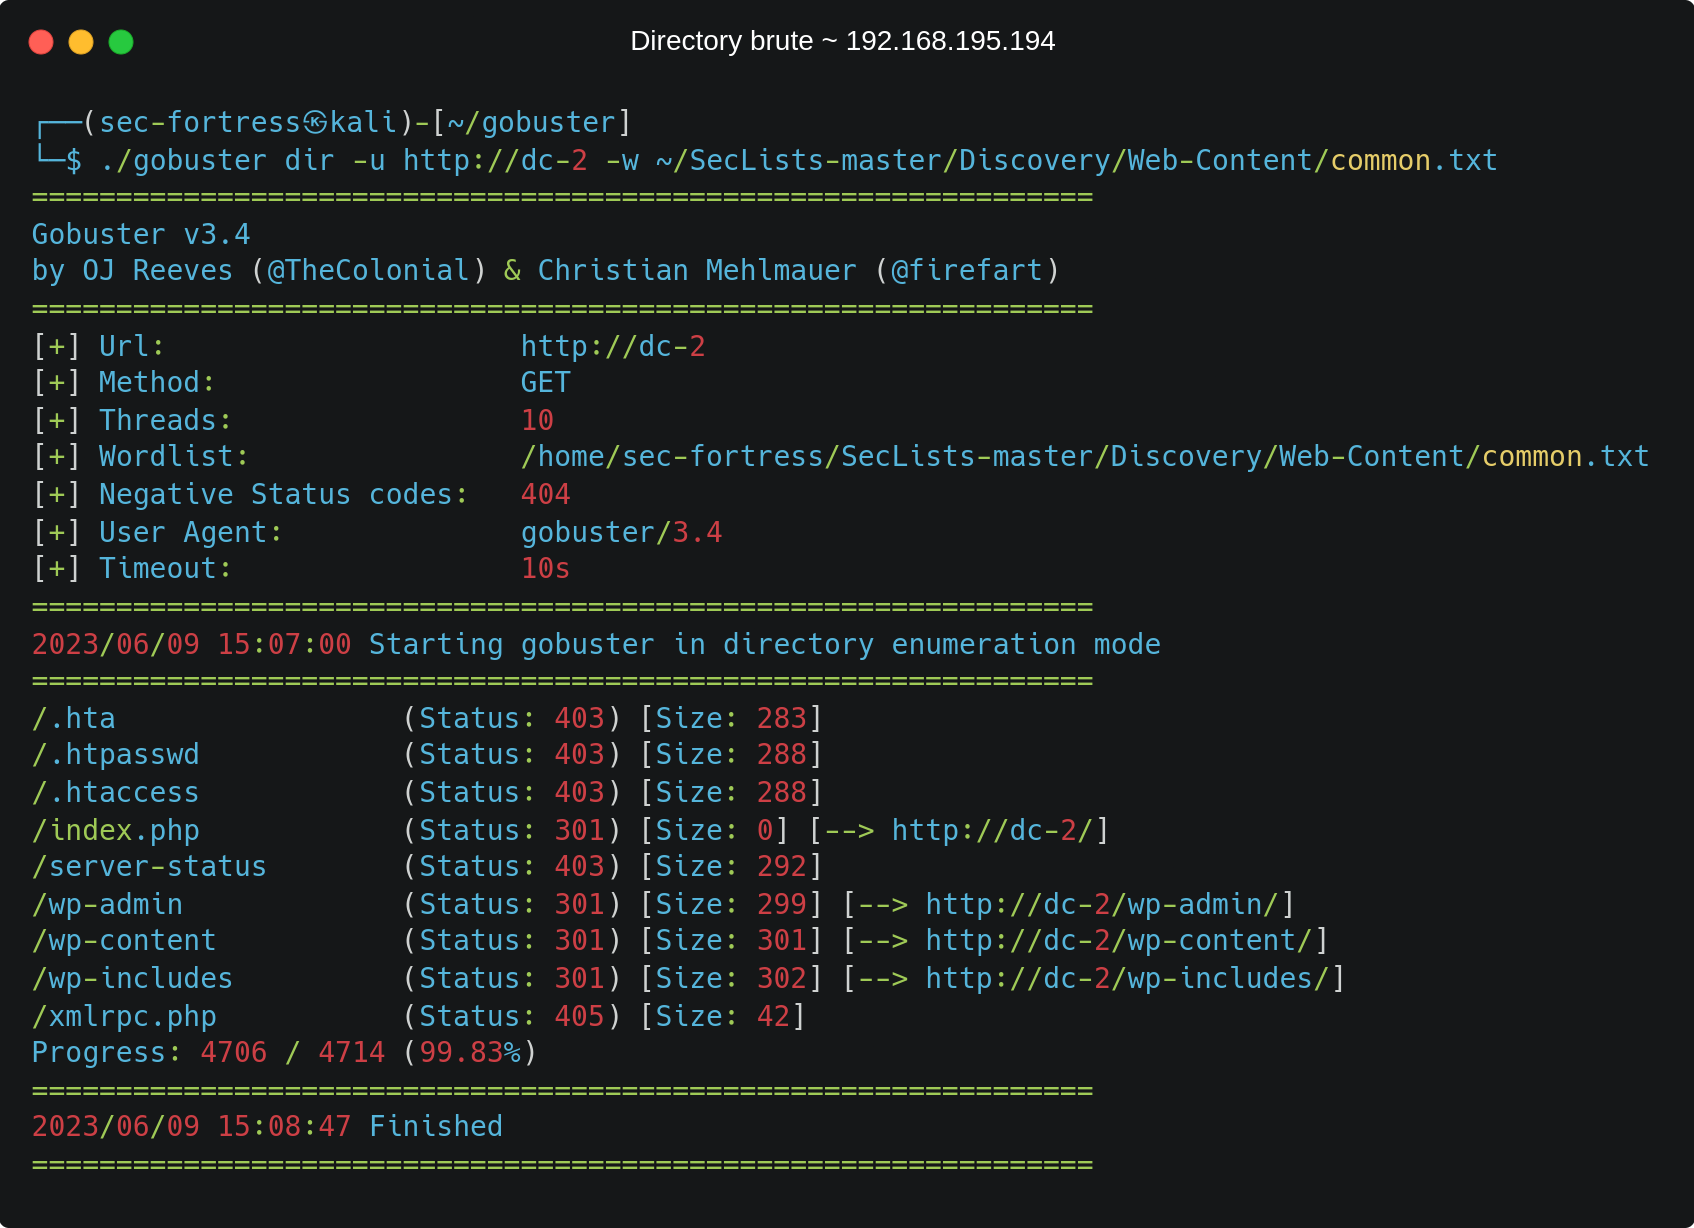 Directory brute ~ 192.168.195.194
┌──(sec-fortress㉿kali)-[~/gobuster]
└─$ ./gobuster dir -u http://dc-2 -w ~/SecLists-master/Discovery/Web-Content/common.txt
===============================================================
Gobuster v3.4
by OJ Reeves (@TheColonial) & Christian Mehlmauer (@firefart)
===============================================================
[+] Url:                     http://dc-2
[+] Method:                  GET
[+] Threads:                 10
[+] Wordlist:                /home/sec-fortress/SecLists-master/Discovery/Web-Content/common.txt
[+] Negative Status codes:   404
[+] User Agent:              gobuster/3.4
[+] Timeout:                 10s
===============================================================
2023/06/09 15:07:00 Starting gobuster in directory enumeration mode
===============================================================
/.hta                 (Status: 403) [Size: 283]
/.htpasswd            (Status: 403) [Size: 288]
/.htaccess            (Status: 403) [Size: 288]
/index.php            (Status: 301) [Size: 0] [--> http://dc-2/]
/server-status        (Status: 403) [Size: 292]
/wp-admin             (Status: 301) [Size: 299] [--> http://dc-2/wp-admin/]
/wp-content           (Status: 301) [Size: 301] [--> http://dc-2/wp-content/]
/wp-includes          (Status: 301) [Size: 302] [--> http://dc-2/wp-includes/]
/xmlrpc.php           (Status: 405) [Size: 42]
Progress: 4706 / 4714 (99.83%)
===============================================================
2023/06/09 15:08:47 Finished
===============================================================